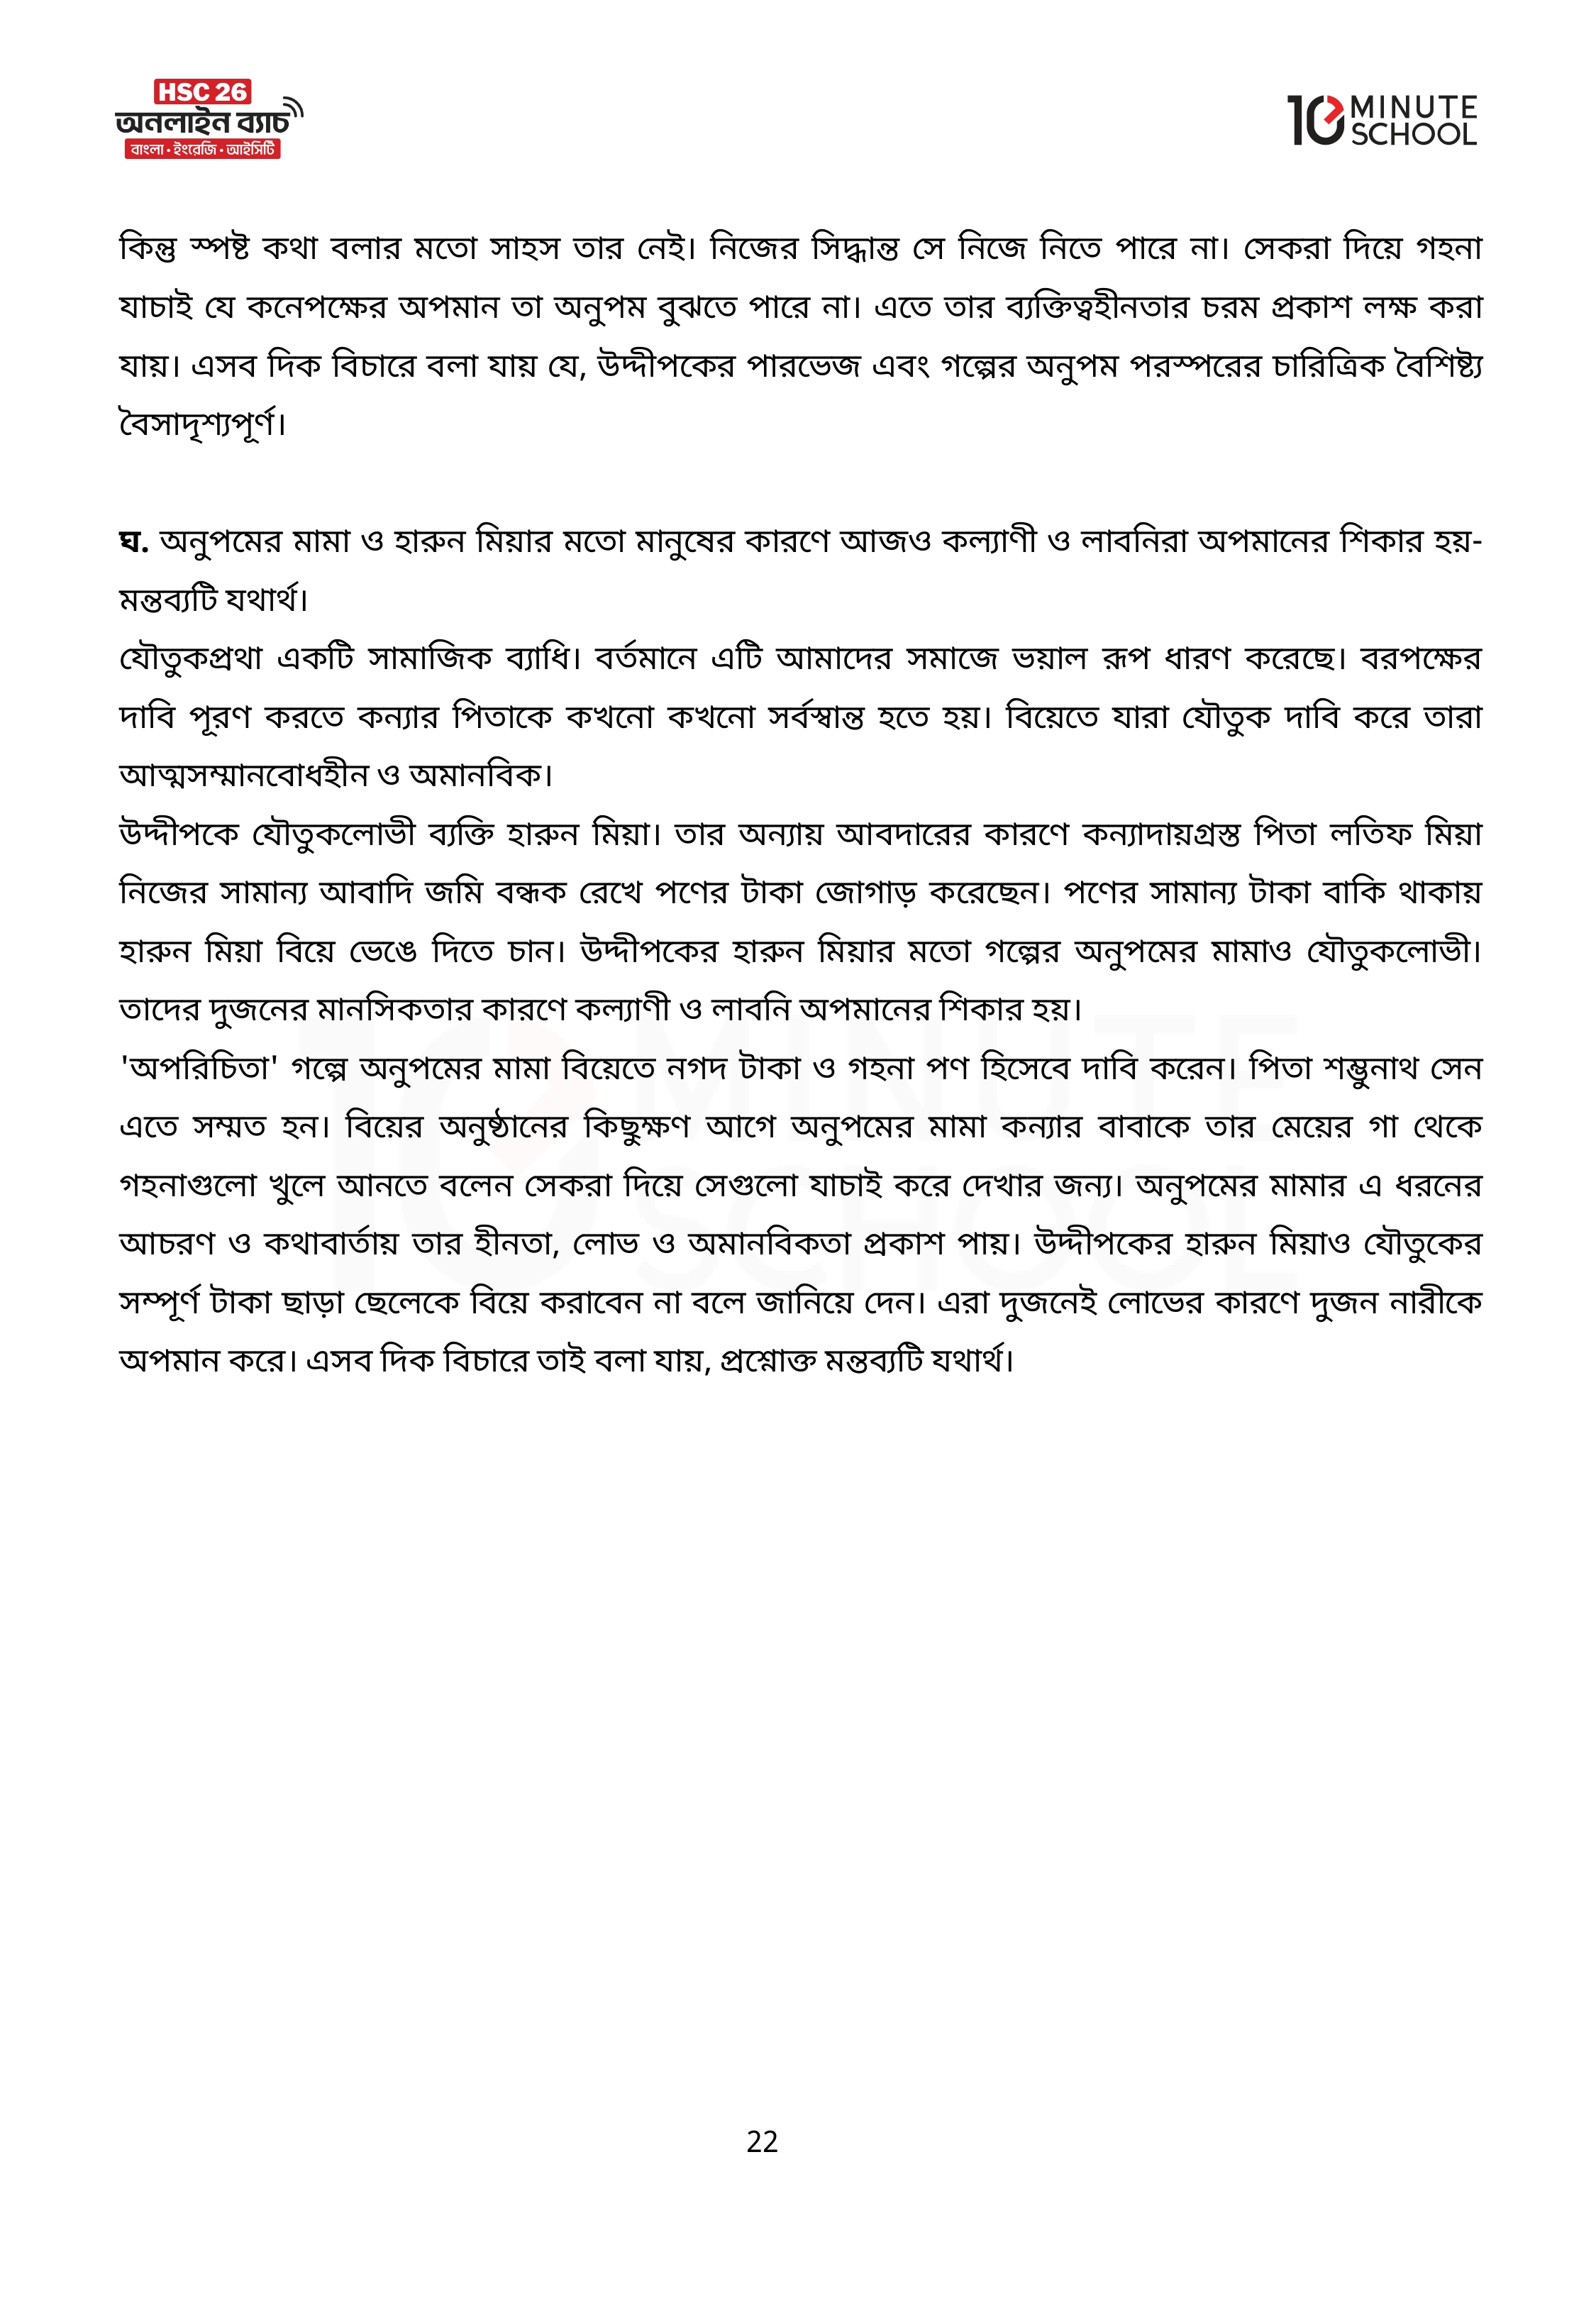 HSC 26
অনলাইন ব্যাচ
বাংলা • ইংরেজি • আইসিটি
10 MINUTE
SCHOOL
কিন্তু স্পষ্ট কথা বলার মতো সাহস তার নেই। নিজের সিদ্ধান্ত সে নিজে নিতে পারে না। সেকরা দিয়ে গহনা
যাচাই যে কনেপক্ষের অপমান তা অনুপম বুঝতে পারে না। এতে তার ব্যক্তিত্বহীনতার চরম প্রকাশ লক্ষ করা
যায়। এসব দিক বিচারে বলা যায় যে, উদ্দীপকের পারভেজ এবং গল্পের অনুপম পরস্পরের চারিত্রিক বৈশিষ্ট্য
বৈসাদৃশ্যপূর্ণ।
ঘ. অনুপমের মামা ও হারুন মিয়ার মতো মানুষের কারণে আজও কল্যাণী ও লাবনিরা অপমানের শিকার হয়-
মন্তব্যটি যথার্থ।
যৌতুকপ্রথা একটি সামাজিক ব্যাধি। বর্তমানে এটি আমাদের সমাজে ভয়াল রূপ ধারণ করেছে। বরপক্ষের
দাবি পূরণ করতে কন্যার পিতাকে কখনো কখনো সর্বস্বান্ত হতে হয়। বিয়েতে যারা যৌতুক দাবি করে তারা
আত্মসম্মানবোধহীন ও অমানবিক।
উদ্দীপকে যৌতুকলোভী ব্যক্তি হারুন মিয়া। তার অন্যায় আবদারের কারণে কন্যাদায়গ্রস্ত পিতা লতিফ মিয়া
নিজের সামান্য আবাদি জমি বন্ধক রেখে পণের টাকা জোগাড় করেছেন। পণের সামান্য টাকা বাকি থাকায়
হারুন মিয়া বিয়ে ভেঙে দিতে চান। উদ্দীপকের হারুন মিয়ার মতো গল্পের অনুপমের মামাও যৌতুকলোভী।
তাদের দুজনের মানসিকতার কারণে কল্যাণী ও লাবনি অপমানের শিকার হয়।
'অপরিচিতা' গল্পে অনুপমের মামা বিয়েতে নগদ টাকা ও গহনা পণ হিসেবে দাবি করেন। পিতা শম্ভুনাথ সেন
এতে সম্মত হন। বিয়ের অনুষ্ঠানের কিছুক্ষণ আগে অনুপমের মামা কন্যার বাবাকে তার মেয়ের গা থেকে
গহনাগুলো খুলে আনতে বলেন সেকরা দিয়ে সেগুলো যাচাই করে দেখার জন্য। অনুপমের মামার এ ধরনের
আচরণ ও কথাবার্তায় তার হীনতা, লোভ ও অমানবিকতা প্রকাশ পায়। উদ্দীপকের হারুন মিয়াও যৌতুকের
সম্পূর্ণ টাকা ছাড়া ছেলেকে বিয়ে করাবেন না বলে জানিয়ে দেন। এরা দুজনেই লোভের কারণে দুজন নারীকে
অপমান করে। এসব দিক বিচারে তাই বলা যায়, প্রশ্নোক্ত মন্তব্যটি যথার্থ।
22